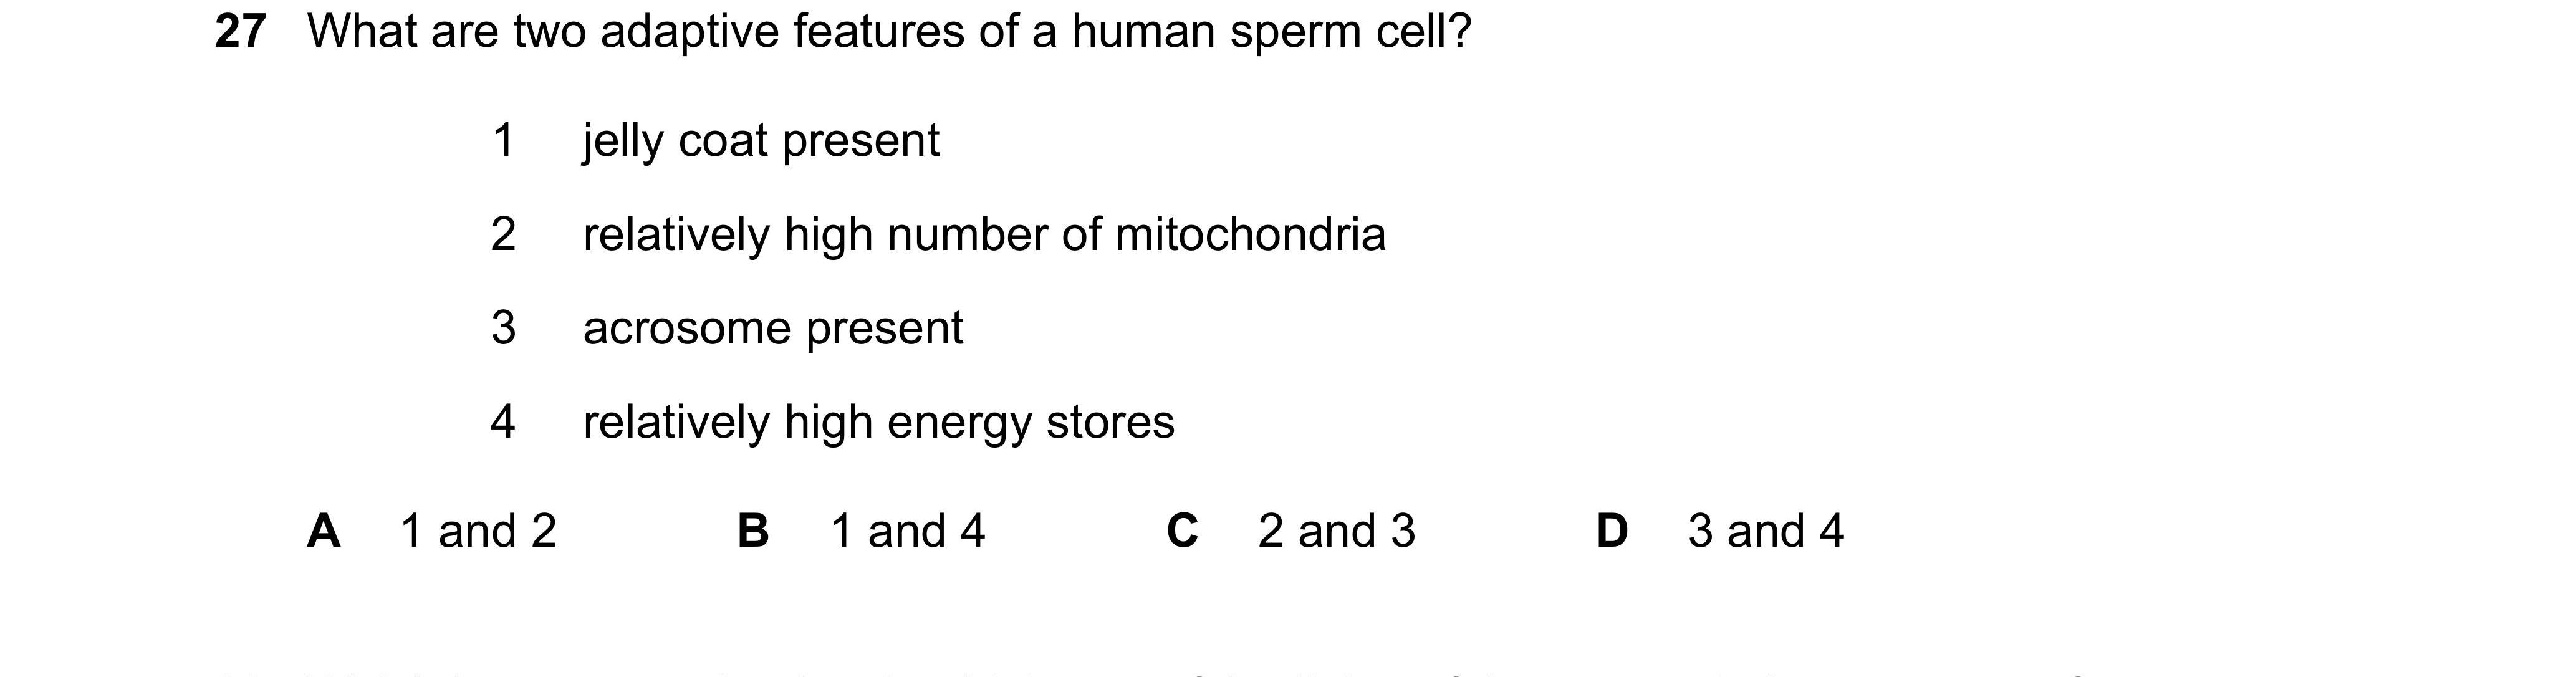 27 What are two adaptive features of a human sperm cell?
1 jelly coat present
2 relatively high number of mitochondria
3 acrosome present
4 relatively high energy stores
A 1 and 2 B 1 and 4 C 2 and 3 D 3 and 4